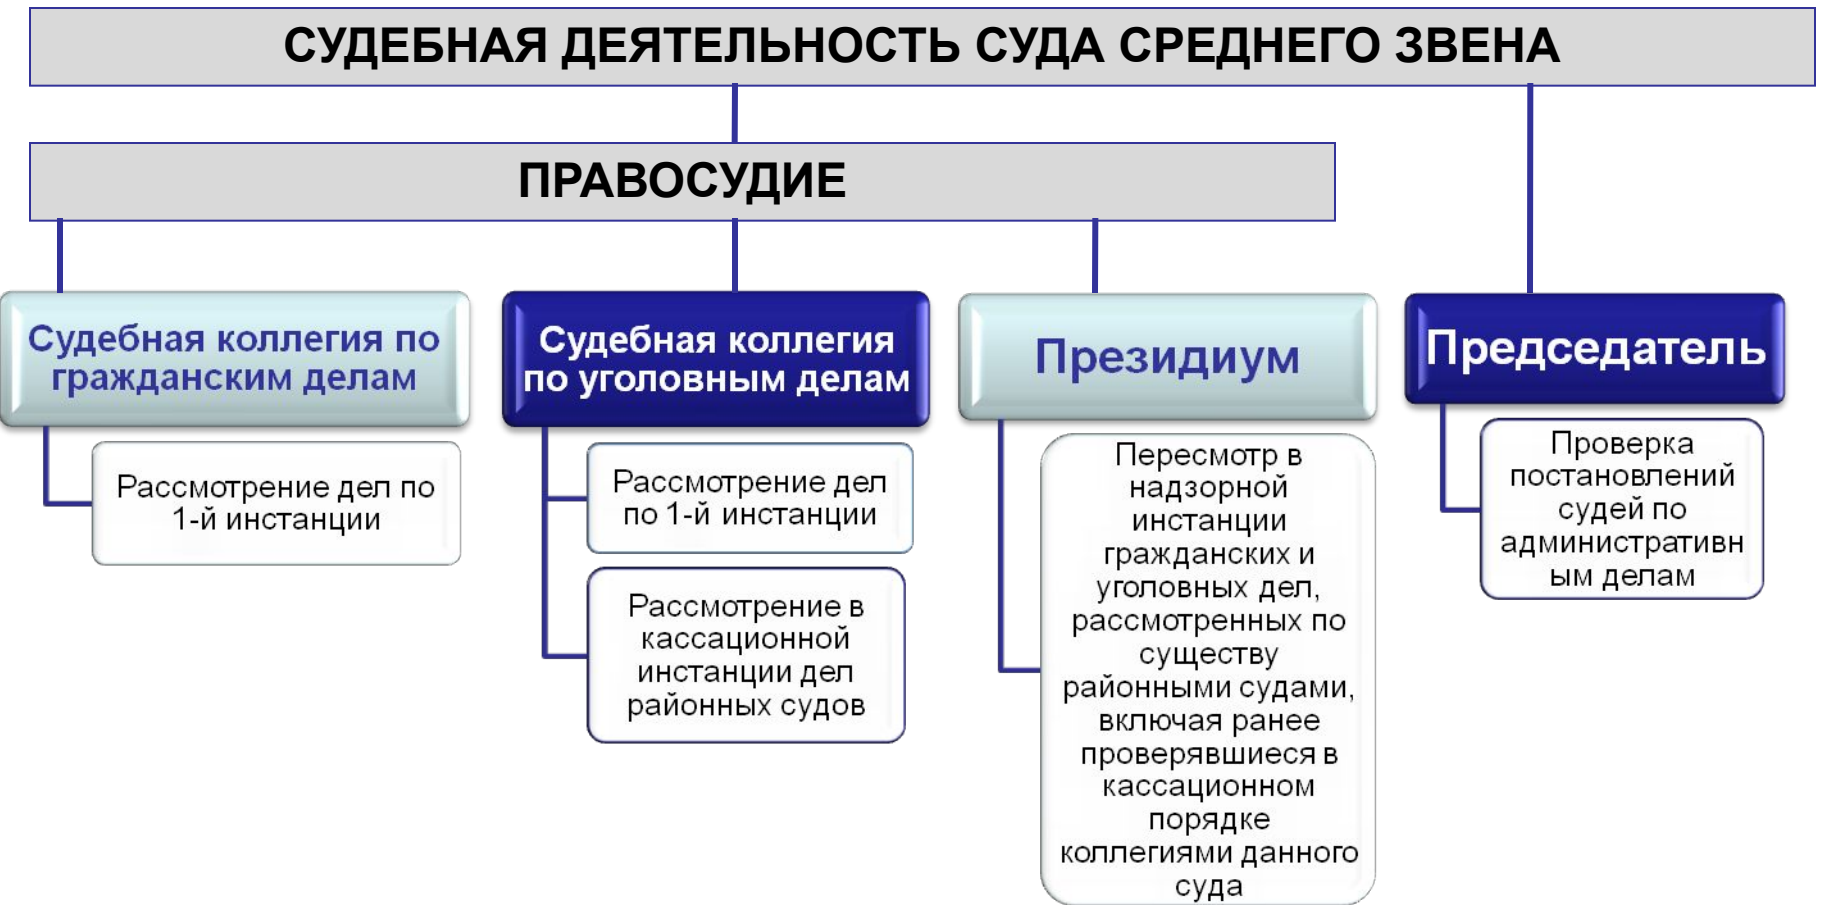 СУДЕБНАЯ ДЕЯТЕЛЬНОСТЬ СУДА СРЕДНЕГО ЗВЕНА
ПРАВОСУДИЕ
Судебная коллегия по
гражданским делам
Рассмотрение дел по
1-й инстанции
Судебная коллегия
по уголовным делам
Рассмотрение дел
по 1-й инстанции
Рассмотрение в
кассационной
инстанции дел
районных судов
Президиум
Пересмотр в
надзорной
инстанции
гражданских и
уголовных дел,
рассмотренных по
существу
районными судами,
включая ранее
проверявшиеся в
кассационном
порядке
коллегиями данного
суда
Председатель
Проверка
постановлений
судей по
административн
ым делам